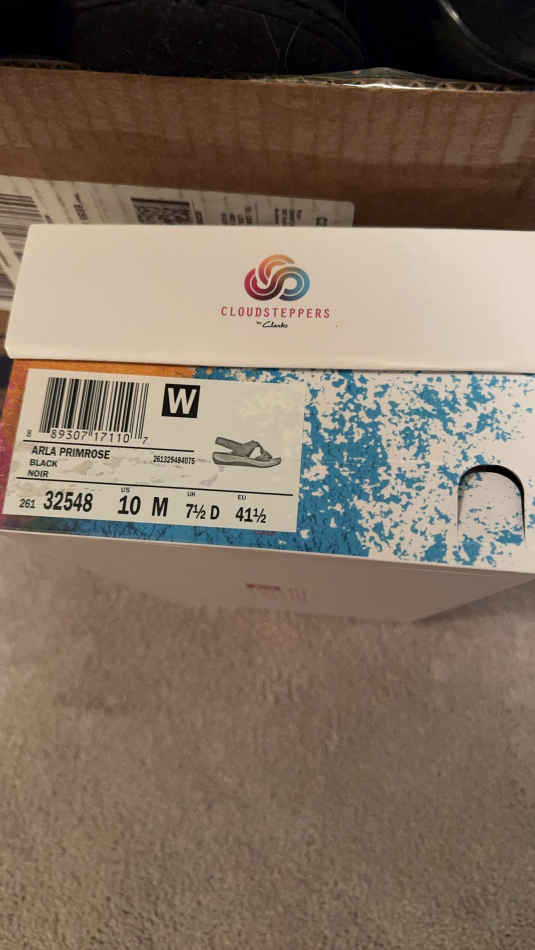 CLOUDSTEPPERS
by Clarks
W
8 89307 17110 7
ARLA PRIMROSE 261325484075
BLACK
NOIR
US UK EU
261 32548 10 M 7½ D 41½